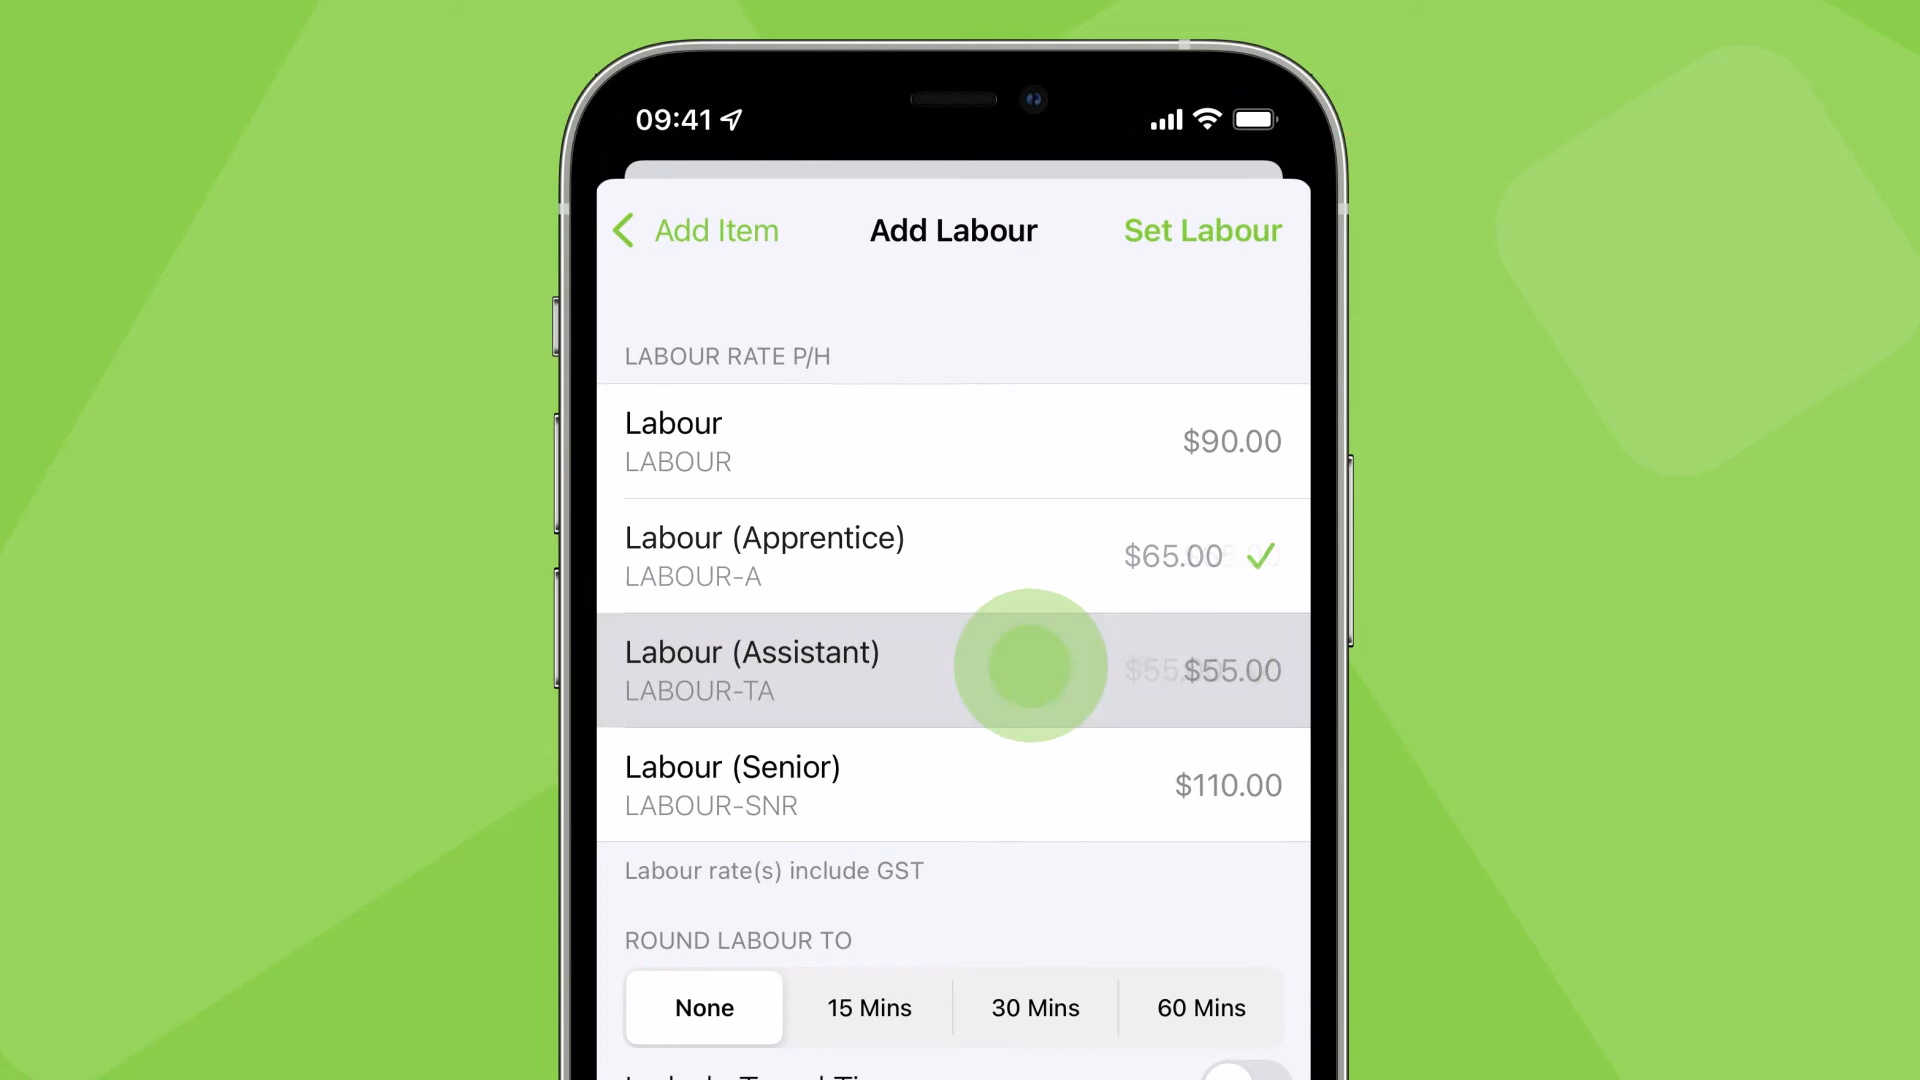 09:41
Add Item
Add Labour
Set Labour
LABOUR RATE P/H
Labour
LABOUR
$90.00
Labour (Apprentice)
LABOUR-A
$65.00
Labour (Assistant)
LABOUR-TA
$55.00
Labour (Senior)
LABOUR-SNR
$110.00
Labour rate(s) include GST
ROUND LABOUR TO
None
15 Mins
30 Mins
60 Mins